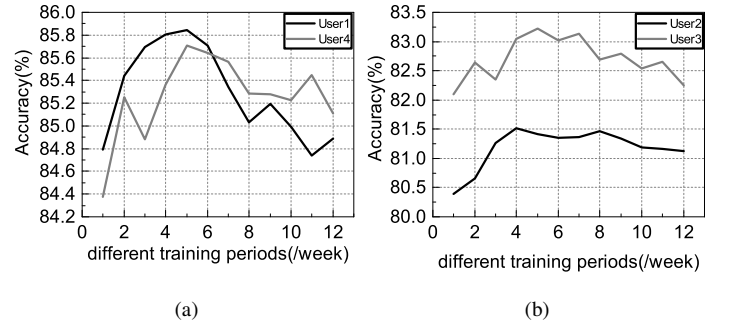 86.0
85.8
85.6
85.4
85.2
85.0
84.8
84.6
84.4
84.2
Accuracy(%)
User1
User4
0 2 4 6 8 10 12
different training periods(/week)
(a)
83.5
83.0
82.5
82.0
81.5
81.0
80.5
80.0
Accuracy(%)
User2
User3
0 2 4 6 8 10 12
different training periods(/week)
(b)